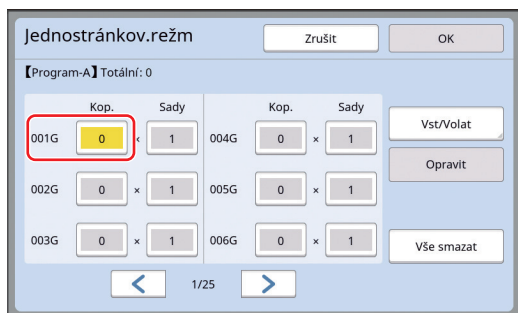 Jednostránkov.režm Zrušit OK
【Program-A】Totální: 0
Kop. Sady Kop. Sady
001G 0 × 1 004G 0 × 1 Vst/Volat
Opravit
002G 0 × 1 005G 0 × 1
003G 0 × 1 006G 0 × 1 Vše smazat
1/25